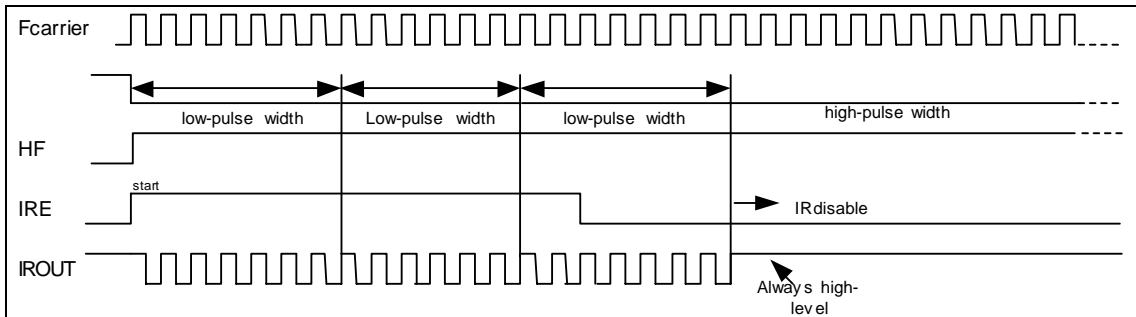 Fcarrier
low-pulse width Low-pulse width low-pulse width high-pulse width
HF
start
IRE
IRdisable
IROUT
Always high-
level